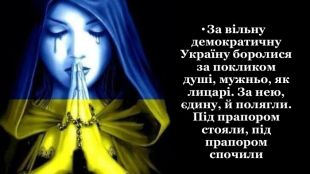 • За вільну
демократичну
Україну боролися
за покликом
душі, мужньо, як
лицарі. За нею,
єдину, й полягли.
Під прапором
стояли, під
прапором
спочили